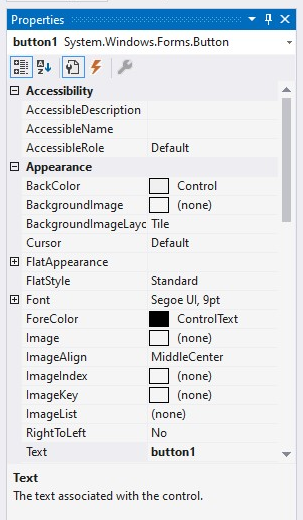 Properties
button1 System.Windows.Forms.Button
Accessibility
AccessibleDescription
AccessibleName
AccessibleRole Default
Appearance
BackColor Control
BackgroundImage (none)
BackgroundImageLayo Tile
Cursor Default
FlatAppearance
FlatStyle Standard
Font Segoe UI, 9pt
ForeColor ControlText
Image (none)
ImageAlign MiddleCenter
ImageIndex (none)
ImageKey (none)
ImageList (none)
RightToLeft No
Text button1
Text
The text associated with the control.